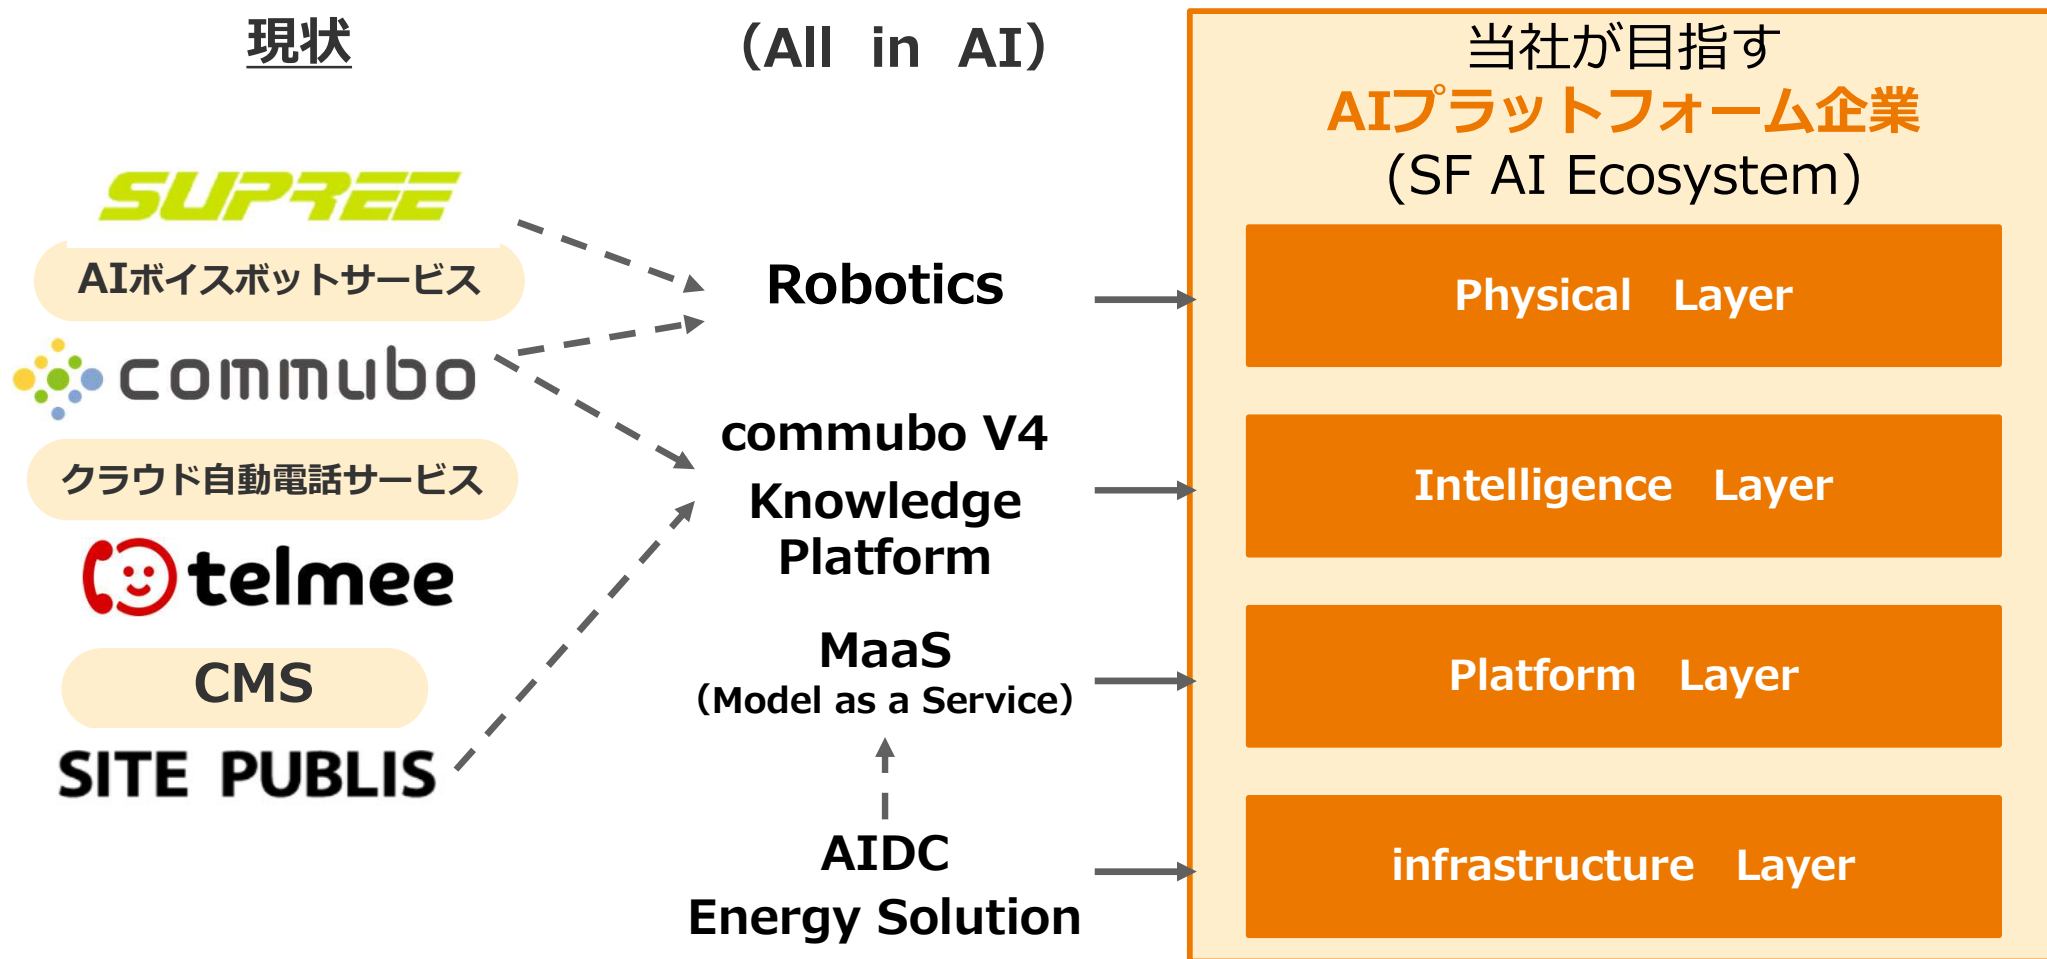 現状
SUPREE
AIボイスボットサービス
commubo
クラウド自動電話サービス
telmee
CMS
SITE PUBLIS
（All in AI）
Robotics
commubo V4
Knowledge
Platform
MaaS
（Model as a Service）
AIDC
Energy Solution
当社が目指す
AIプラットフォーム企業
(SF AI Ecosystem)
Physical Layer
Intelligence Layer
Platform Layer
infrastructure Layer